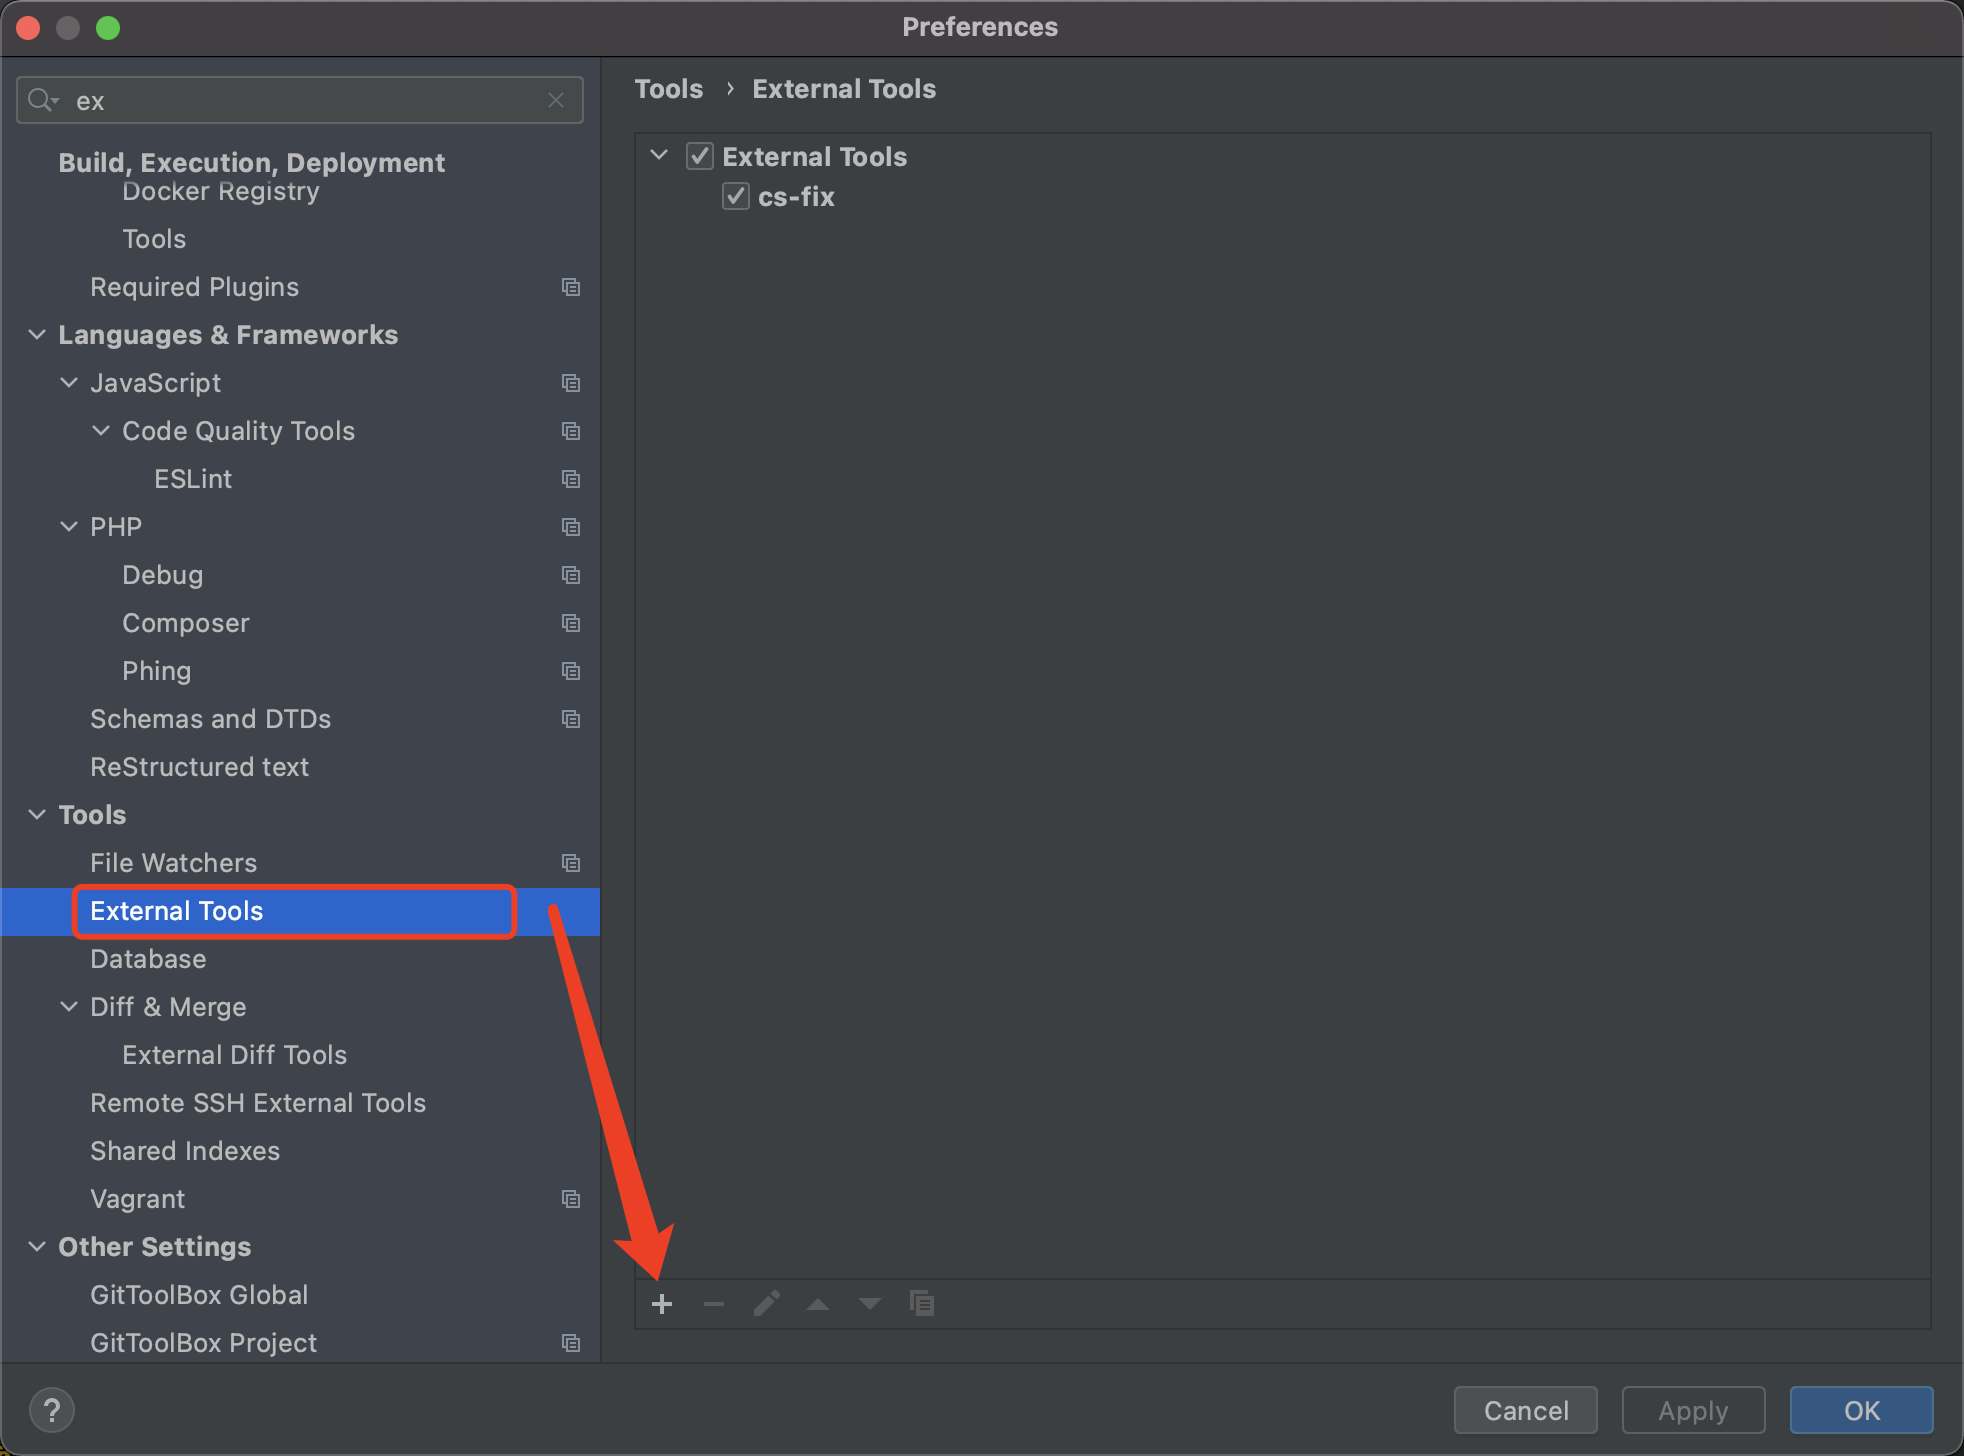 Preferences
ex
Build, Execution, Deployment
Docker Registry
Tools
Required Plugins
Languages & Frameworks
JavaScript
Code Quality Tools
ESLint
PHP
Debug
Composer
Phing
Schemas and DTDs
ReStructured text
Tools
File Watchers
External Tools
Database
Diff & Merge
External Diff Tools
Remote SSH External Tools
Shared Indexes
Vagrant
Other Settings
GitToolBox Global
GitToolBox Project
Tools › External Tools
External Tools
cs-fix
?
Cancel
Apply
OK